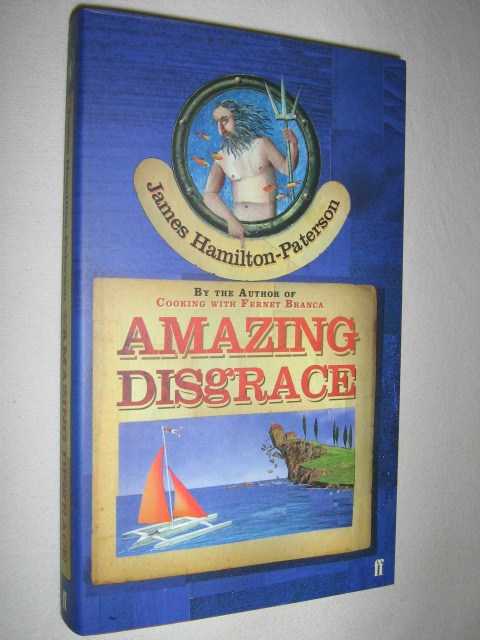 James Hamilton-Paterson
BY THE AUTHOR OF
COOKING WITH FERNET BRANCA
AMAZING
DISgRACE
ff